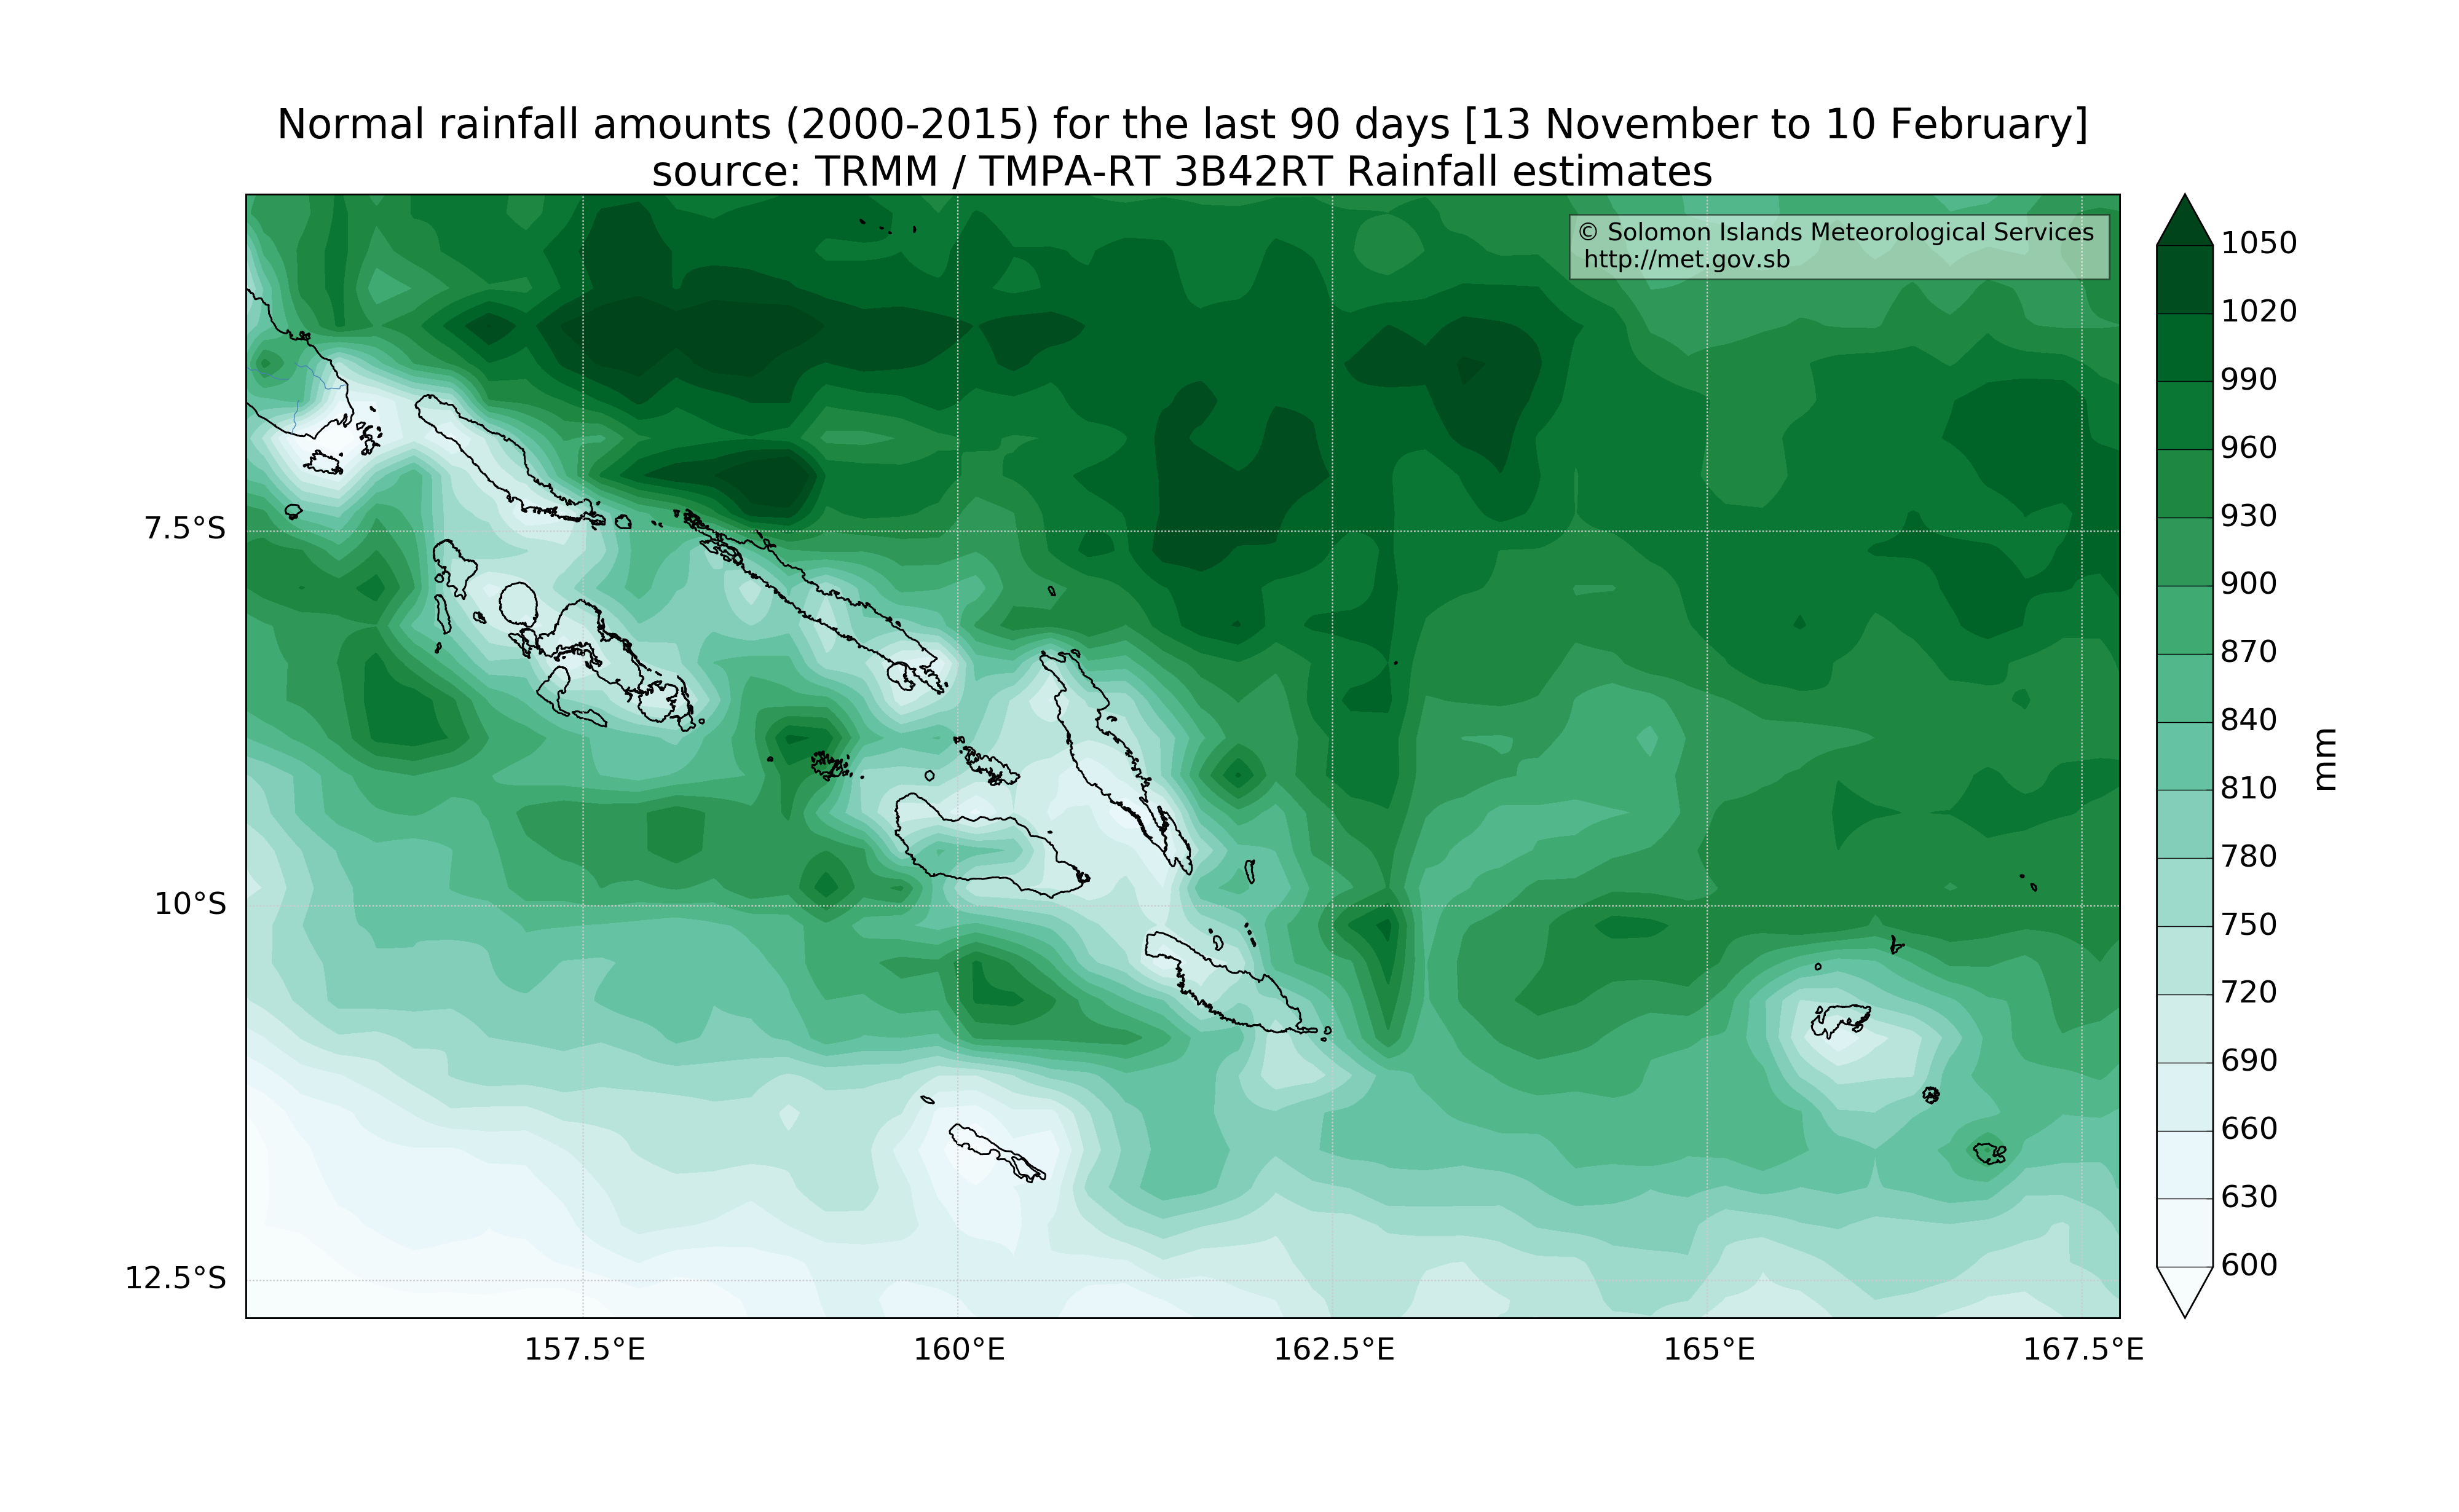 Normal rainfall amounts (2000-2015) for the last 90 days [13 November to 10 February]
source: TRMM / TMPA-RT 3B42RT Rainfall estimates
© Solomon Islands Meteorological Services
http://met.gov.sb
7.5°S
10°S
12.5°S
157.5°E
160°E
162.5°E
165°E
167.5°E
1050
1020
990
960
930
900
870
840
810
780
750
720
690
660
630
600
mm